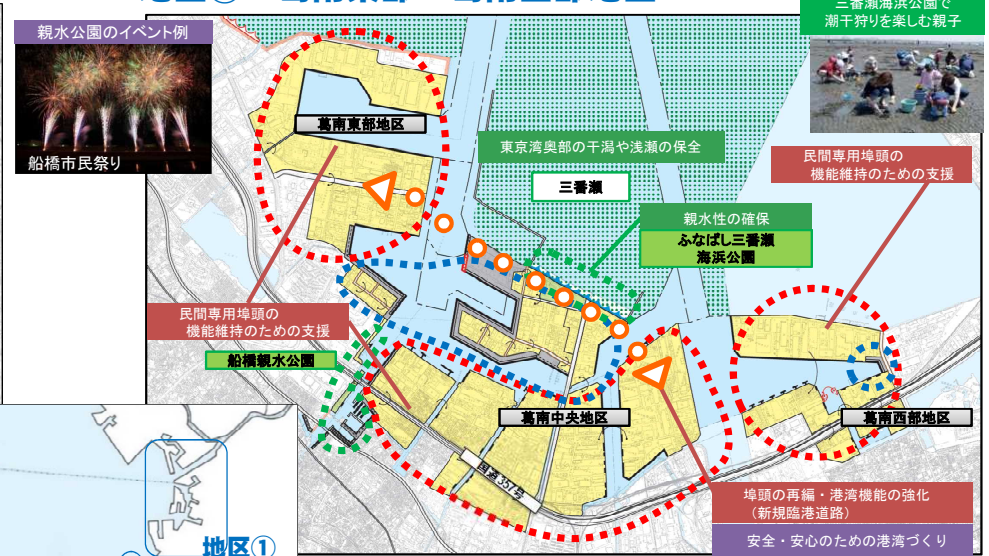 三番瀬海浜公園で
潮干狩りを楽しむ親子
親水公園のイベント例
船橋市民祭り
葛南東部地区
東京湾奥部の干潟や浅瀬の保全
三番瀬
民間専用埠頭の
機能維持のための支援
親水性の確保
ふなばし三番瀬
海浜公園
民間専用埠頭の
機能維持のための支援
船橋親水公園
葛南中央地区
葛南西部地区
国道357号
埠頭の再編・港湾機能の強化
(新規臨港道路)
安全・安心のための港湾づくり
地区①